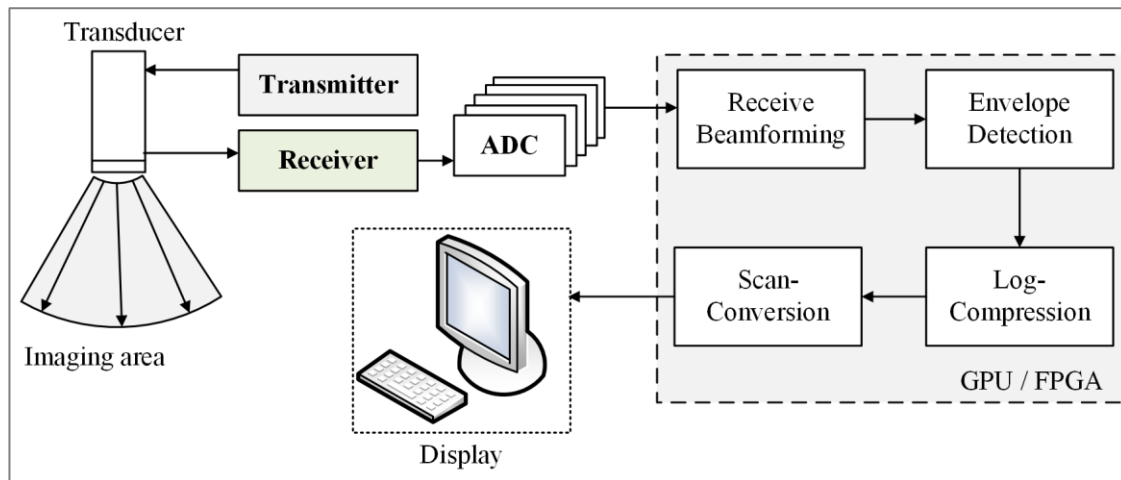 Transducer
Transmitter
Receiver
ADC
Receive
Beamforming
Envelope
Detection
Scan-
Conversion
Log-
Compression
GPU / FPGA
Imaging area
Display